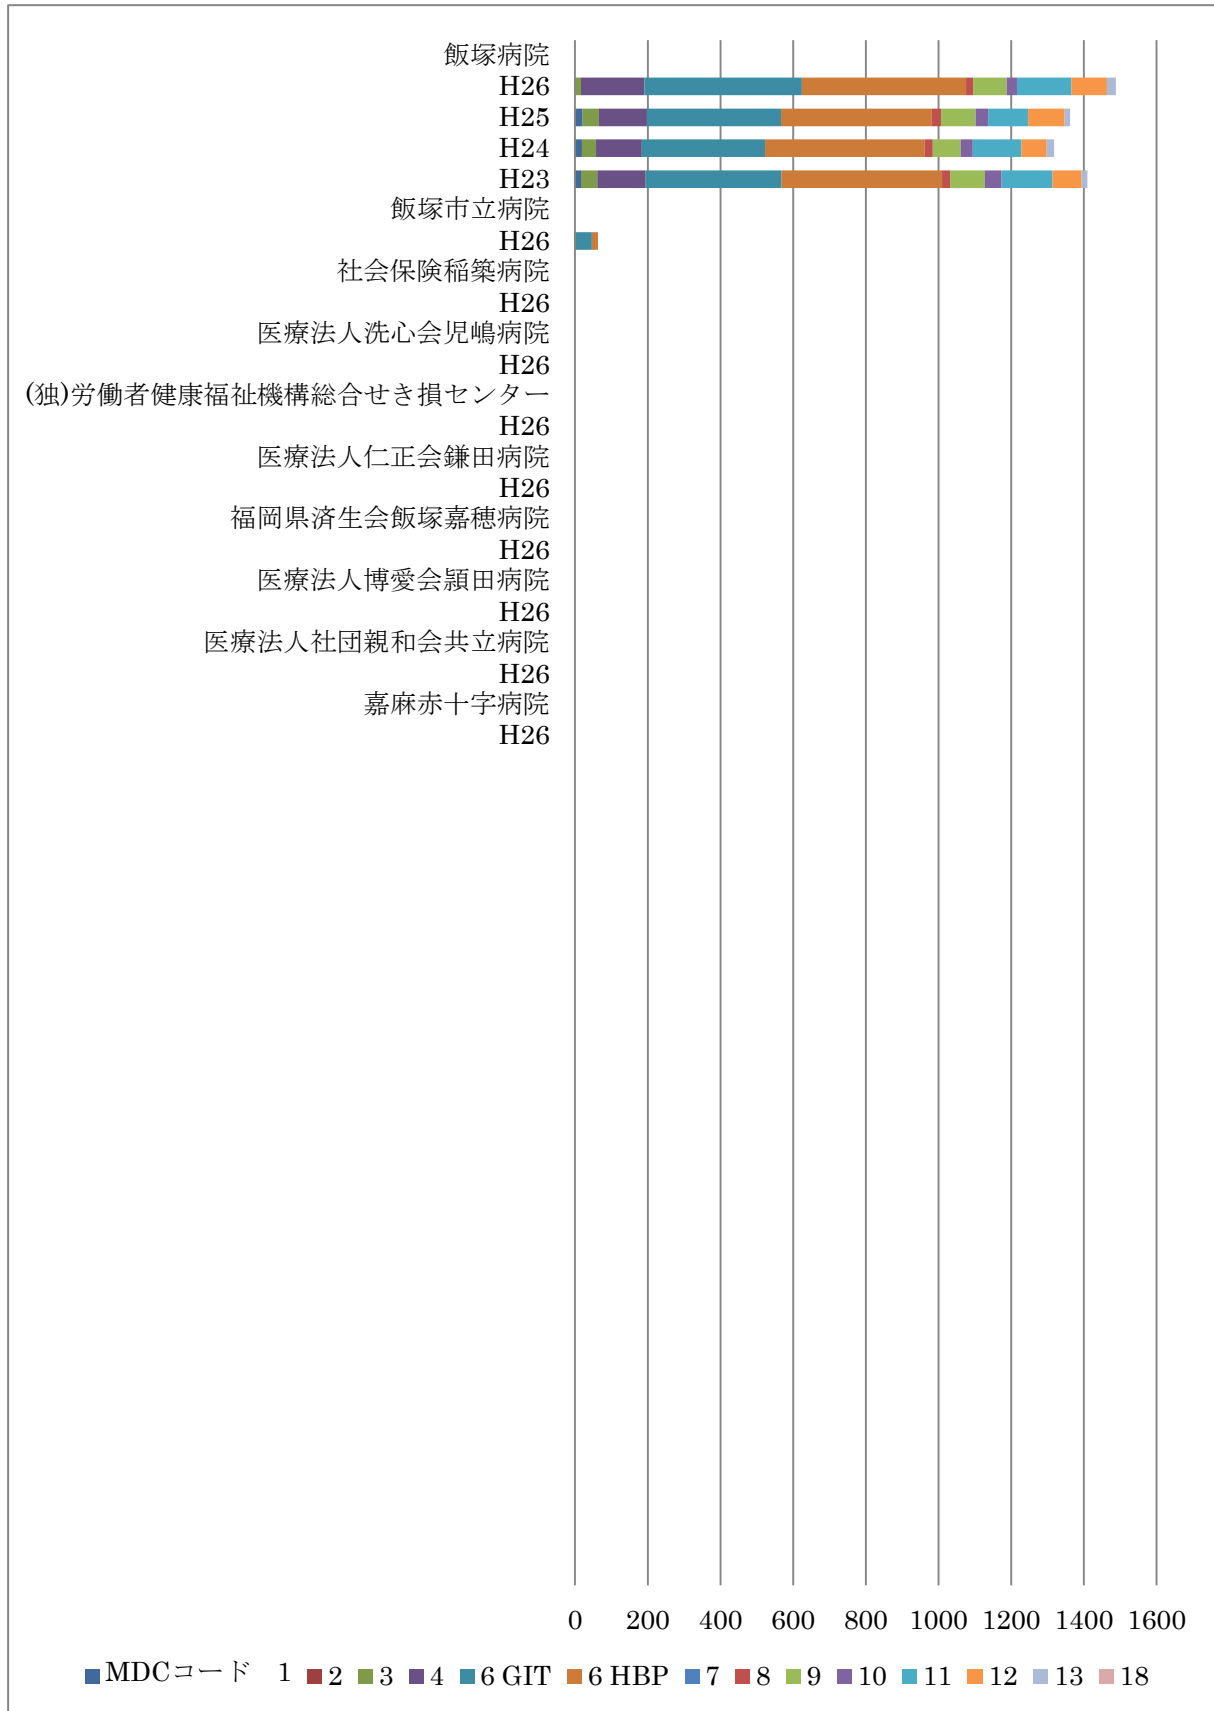 飯塚病院
H26
H25
H24
H23
飯塚市立病院
H26
社会保険稲築病院
H26
医療法人洗心会児嶋病院
H26
(独)労働者健康福祉機構総合せき損センター
H26
医療法人仁正会鎌田病院
H26
福岡県済生会飯塚嘉穂病院
H26
医療法人博愛会頴田病院
H26
医療法人社団親和会共立病院
H26
嘉麻赤十字病院
H26
0 200 400 600 800 1000 1200 1400 1600
MDCコード 1 2 3 4 6 GIT 6 HBP 7 8 9 10 11 12 13 18